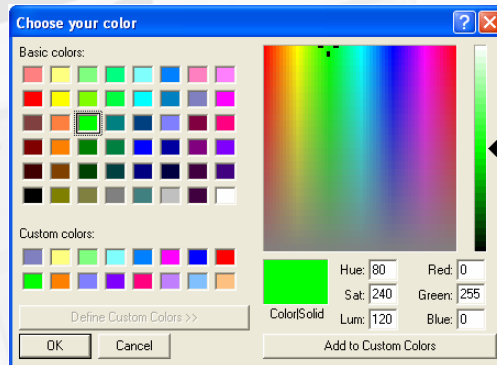 Choose your color
Basic colors:
Custom colors:
Define Custom Colors >>
OK
Cancel
Color|Solid
Hue: 80
Sat: 240
Lum: 120
Red: 0
Green: 255
Blue: 0
Add to Custom Colors